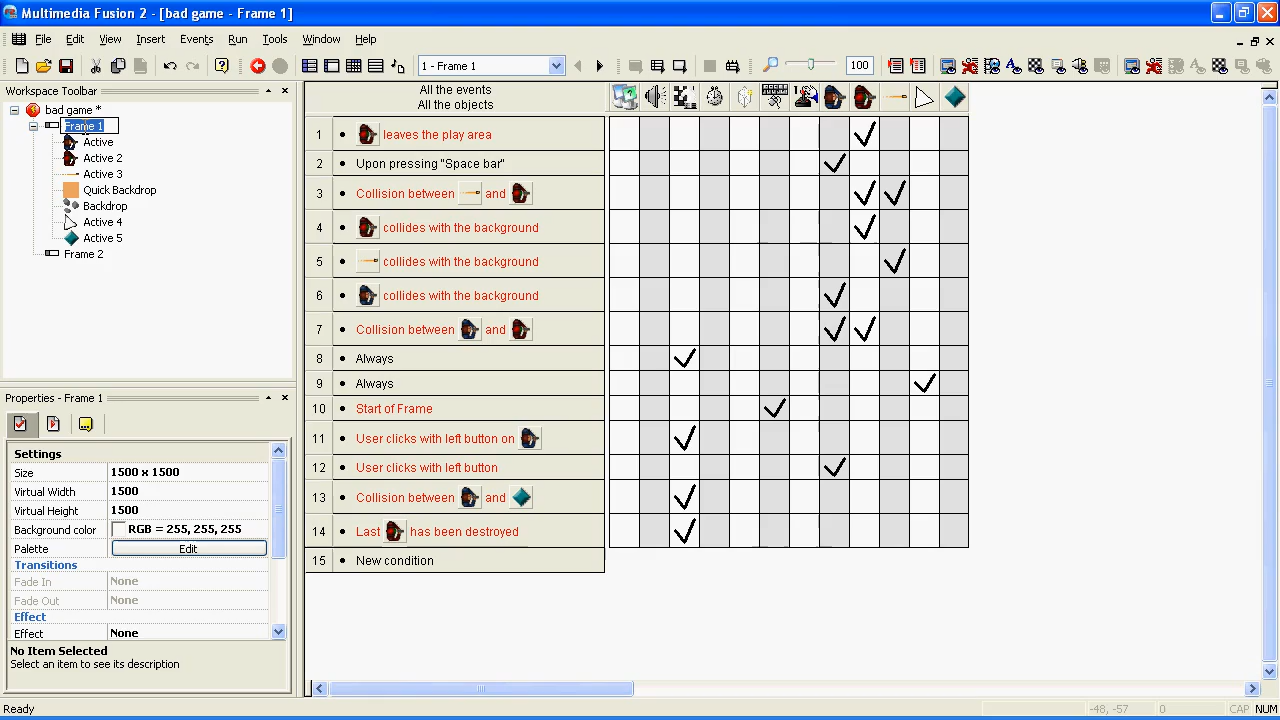 Multimedia Fusion 2 - [bad game - Frame 1]
File Edit View Insert Events Run Tools Window Help
1 - Frame 1
100
Workspace Toolbar
bad game *
Frame 1
Active
Active 2
Active 3
Quick Backdrop
Backdrop
Active 4
Active 5
Frame 2
Properties - Frame 1
Settings
Size 1500 x 1500
Virtual Width 1500
Virtual Height 1500
Background color RGB = 255, 255, 255
Palette Edit
Transitions
Fade In None
Fade Out None
Effect
Effect None
No Item Selected
Select an item to see its description
All the events
All the objects
1 • leaves the play area
2 • Upon pressing "Space bar"
3 • Collision between and
4 • collides with the background
5 • collides with the background
6 • collides with the background
7 • Collision between and
8 • Always
9 • Always
10 • Start of Frame
11 • User clicks with left button on
12 • User clicks with left button
13 • Collision between and
14 • Last has been destroyed
15 • New condition
Ready
-48, -57 0 CAP NUM